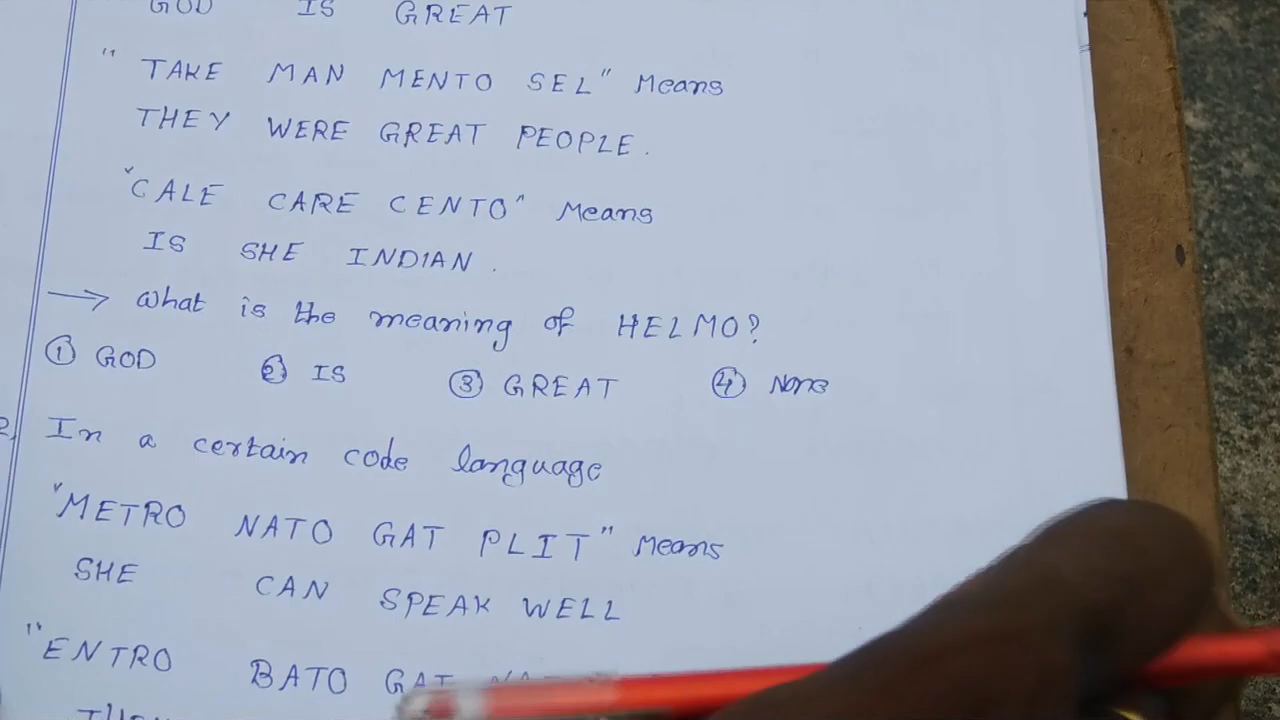 GOD IS GREAT
"TAKE MAN MENTO SEL" Means
THEY WERE GREAT PEOPLE.
"CALE CARE CENTO" Means
IS SHE INDIAN.
→ What is the meaning of HELMO?
① GOD ② IS ③ GREAT ④ None
2. In a certain code language
"METRO NATO GAT PLIT" Means
SHE CAN SPEAK WELL
"ENTRO BATO GAT